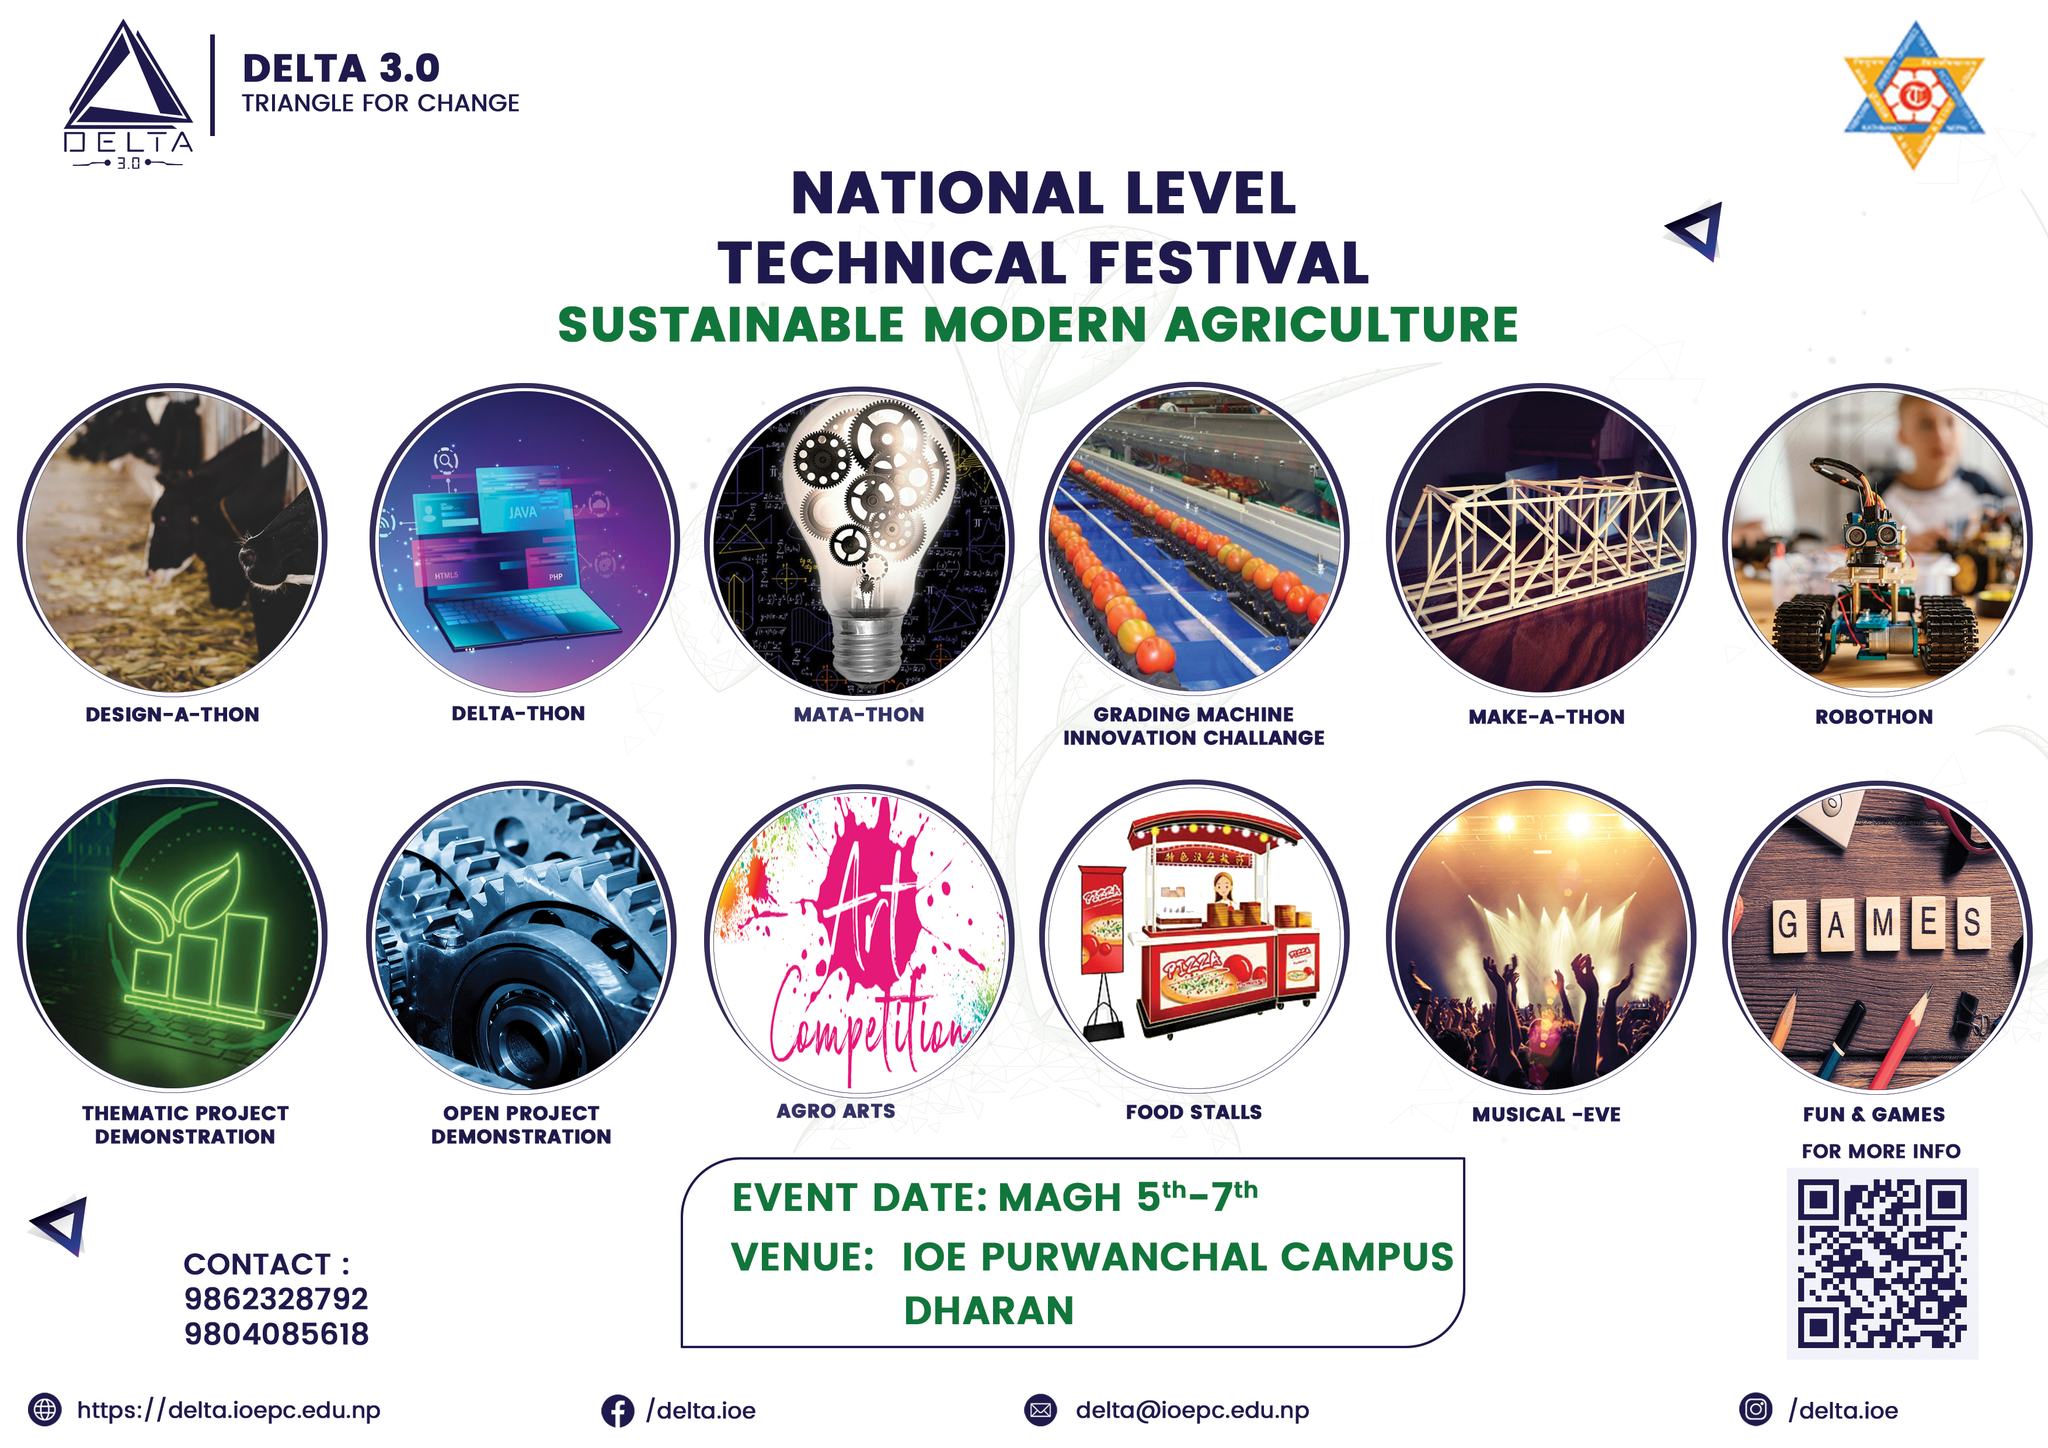 DELTA
3.0
DELTA 3.0
TRIANGLE FOR CHANGE
NATIONAL LEVEL
TECHNICAL FESTIVAL
SUSTAINABLE MODERN AGRICULTURE
JAVA
HTML5
PHP
DESIGN-A-THON
DELTA-THON
MATA-THON
GRADING MACHINE
INNOVATION CHALLANGE
MAKE-A-THON
ROBOTHON
Art
Competition
PIZZA
PIZZA
PIZZA
GAMES
THEMATIC PROJECT
DEMONSTRATION
OPEN PROJECT
DEMONSTRATION
AGRO ARTS
FOOD STALLS
MUSICAL -EVE
FUN & GAMES
FOR MORE INFO
EVENT DATE: MAGH 5th-7th
VENUE: IOE PURWANCHAL CAMPUS
DHARAN
CONTACT :
9862328792
9804085618
https://delta.ioepc.edu.np
/delta.ioe
delta@ioepc.edu.np
/delta.ioe